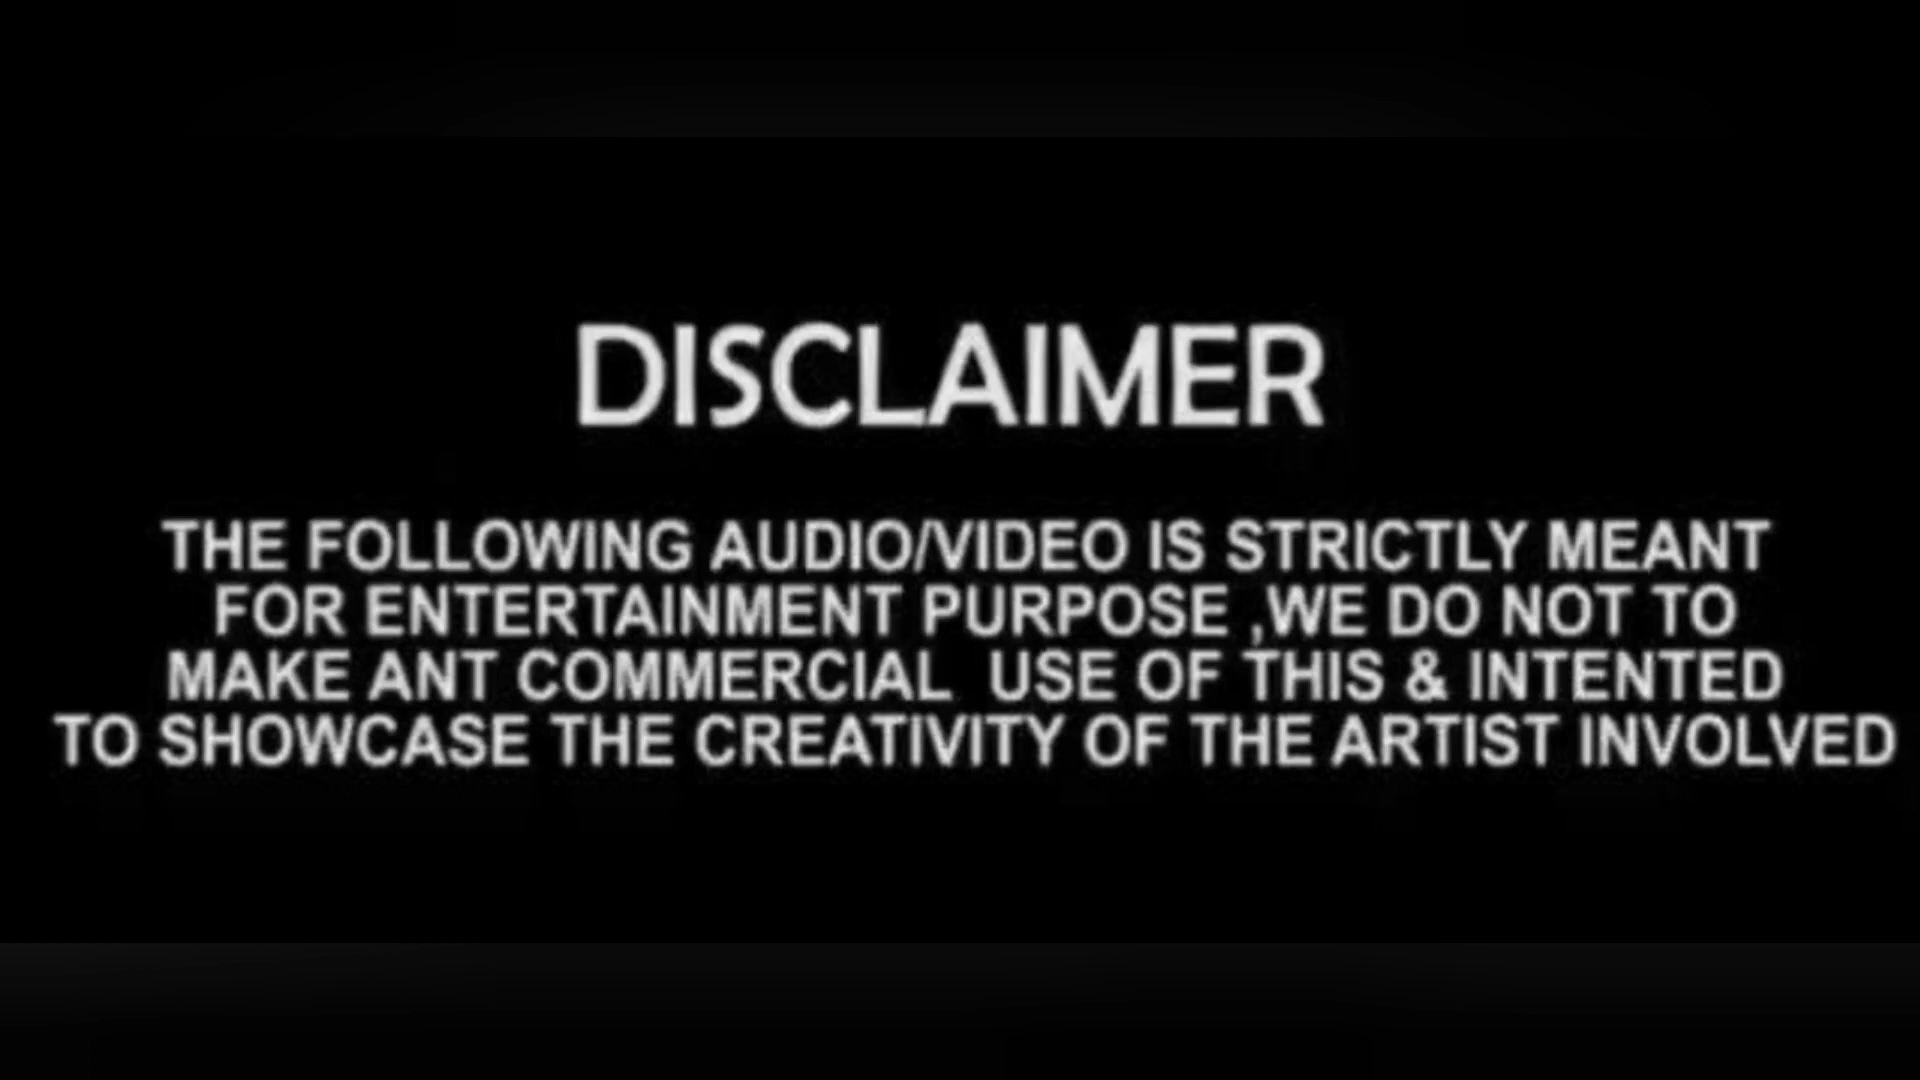 DISCLAIMER
THE FOLLOWING AUDIO/VIDEO IS STRICTLY MEANT
FOR ENTERTAINMENT PURPOSE ,WE DO NOT TO
MAKE ANT COMMERCIAL  USE OF THIS & INTENTED
TO SHOWCASE THE CREATIVITY OF THE ARTIST INVOLVED